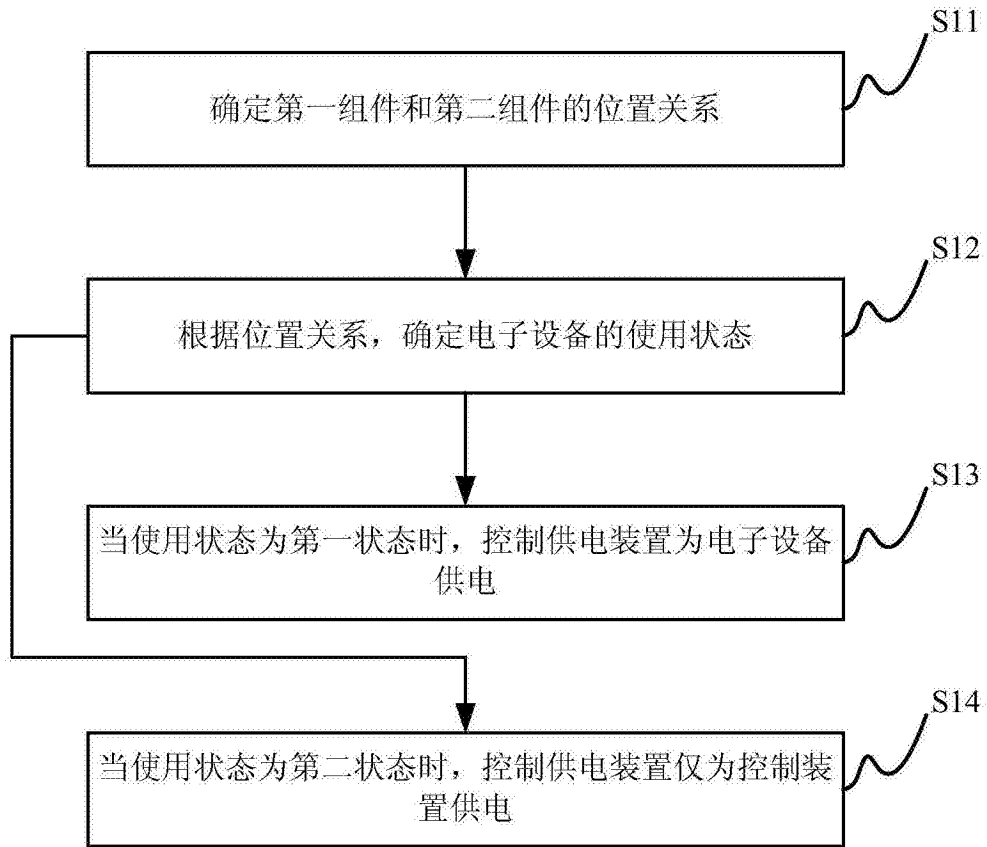 S11
确定第一组件和第二组件的位置关系
S12
根据位置关系，确定电子设备的使用状态
S13
当使用状态为第一状态时，控制供电装置为电子设备
供电
S14
当使用状态为第二状态时，控制供电装置仅为控制装
置供电